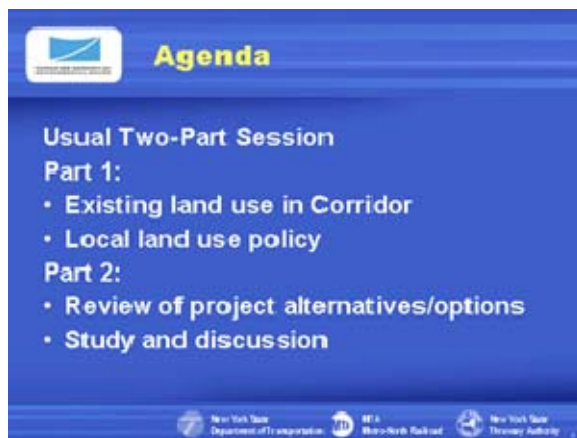 Agenda
Usual Two-Part Session
Part 1:
• Existing land use in Corridor
• Local land use policy
Part 2:
• Review of project alternatives/options
• Study and discussion
New York State
Department of Transportation
MTA
Metro-North Railroad
New York State
Thruway Authority